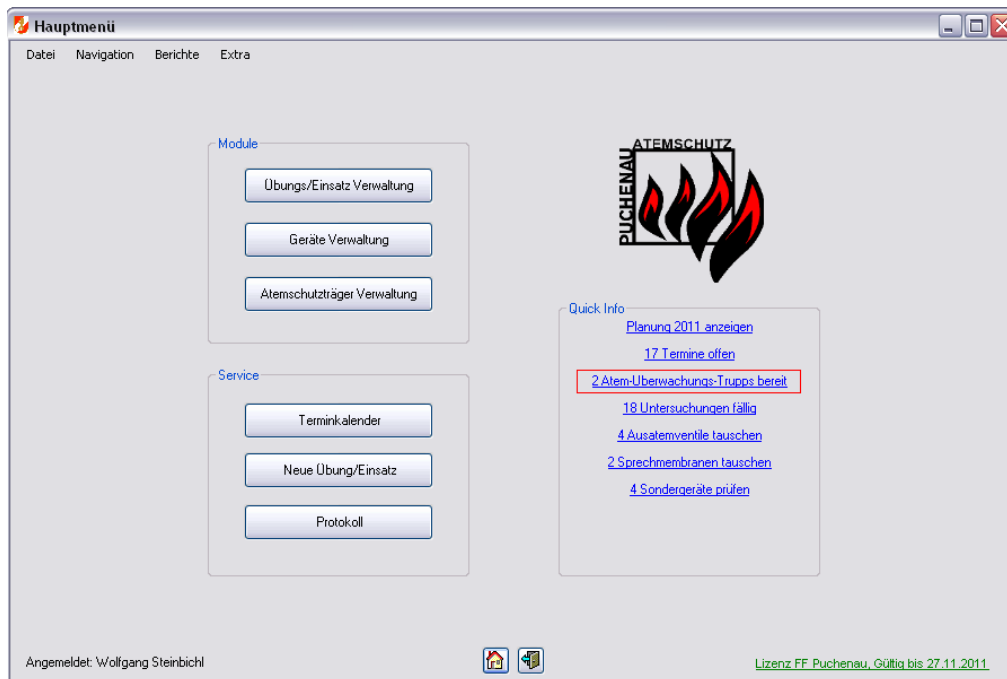 Hauptmenü
Datei Navigation Berichte Extra
Module
Übungs/Einsatz Verwaltung
Geräte Verwaltung
Atemschutzträger Verwaltung
Service
Terminkalender
Neue Übung/Einsatz
Protokoll
ATEMSCHUTZ
PUCHENAU
Quick Info
Planung 2011 anzeigen
17 Termine offen
2 Atem-Überwachungs-Trupps bereit
18 Untersuchungen fällig
4 Ausatemventile tauschen
2 Sprechmembranen tauschen
4 Sondergeräte prüfen
Angemeldet: Wolfgang Steinbichl
Lizenz FF Puchenau, Gültig bis 27.11.2011